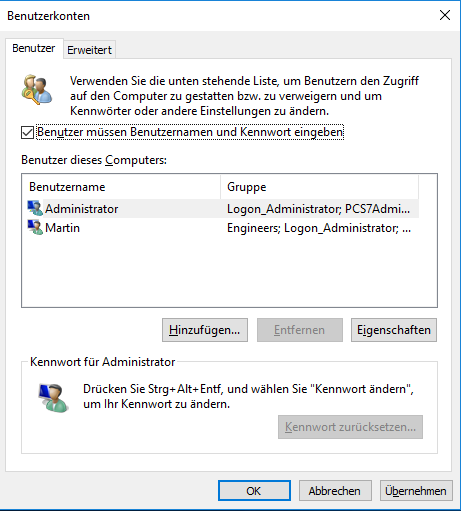 Benutzerkonten
Benutzer
Erweitert
Verwenden Sie die unten stehende Liste, um Benutzern den Zugriff
auf den Computer zu gestatten bzw. zu verweigern und um
Kennwörter oder andere Einstellungen zu ändern.
Benutzer müssen Benutzernamen und Kennwort eingeben
Benutzer dieses Computers:
Benutzername Gruppe
Administrator Logon_Administrator; PCS7Admi...
Martin Engineers; Logon_Administrator; ...
Hinzufügen... Entfernen Eigenschaften
Kennwort für Administrator
Drücken Sie Strg+Alt+Entf, und wählen Sie "Kennwort ändern",
um Ihr Kennwort zu ändern.
Kennwort zurücksetzen...
OK Abbrechen Übernehmen